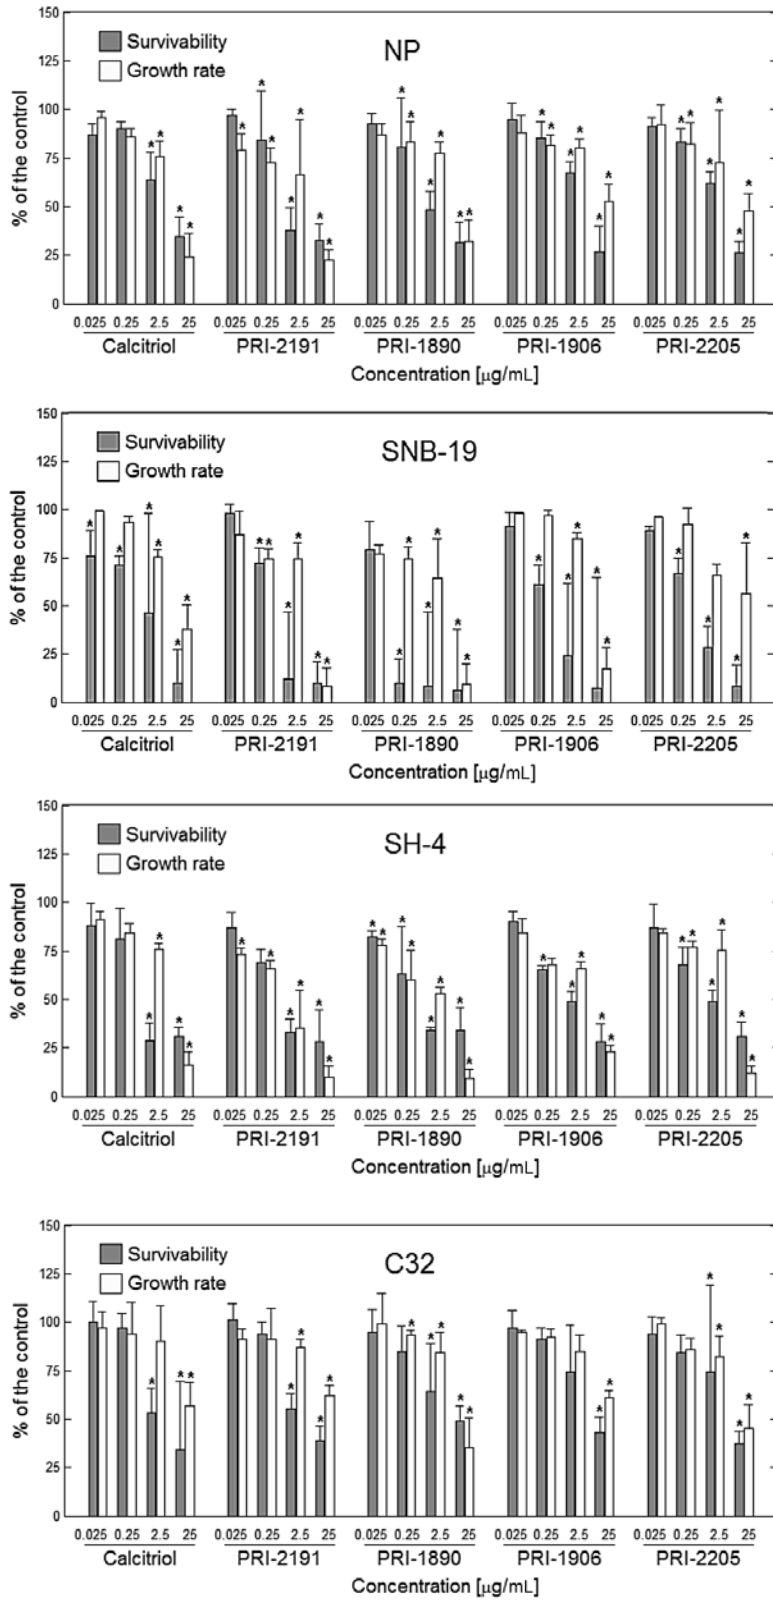 150
Survivability
NP
125
Growth rate
100
75
50
25
0
% of the control
0.025 0.25 2.5 25 0.025 0.25 2.5 25 0.025 0.25 2.5 25 0.025 0.25 2.5 25 0.025 0.25 2.5 25
Calcitriol PRI-2191 PRI-1890 PRI-1906 PRI-2205
Concentration [µg/mL]
150
Survivability
SNB-19
125
Growth rate
100
75
50
25
0
% of the control
0.025 0.25 2.5 25 0.025 0.25 2.5 25 0.025 0.25 2.5 25 0.025 0.25 2.5 25 0.025 0.25 2.5 25
Calcitriol PRI-2191 PRI-1890 PRI-1906 PRI-2205
Concentration [µg/mL]
150
Survivability
SH-4
125
Growth rate
100
75
50
25
0
% of the control
0.025 0.25 2.5 25 0.025 0.25 2.5 25 0.025 0.25 2.5 25 0.025 0.25 2.5 25 0.025 0.25 2.5 25
Calcitriol PRI-2191 PRI-1890 PRI-1906 PRI-2205
Concentration [µg/mL]
150
Survivability
C32
125
Growth rate
100
75
50
25
0
% of the control
0.025 0.25 2.5 25 0.025 0.25 2.5 25 0.025 0.25 2.5 25 0.025 0.25 2.5 25 0.025 0.25 2.5 25
Calcitriol PRI-2191 PRI-1890 PRI-1906 PRI-2205
Concentration [µg/mL]